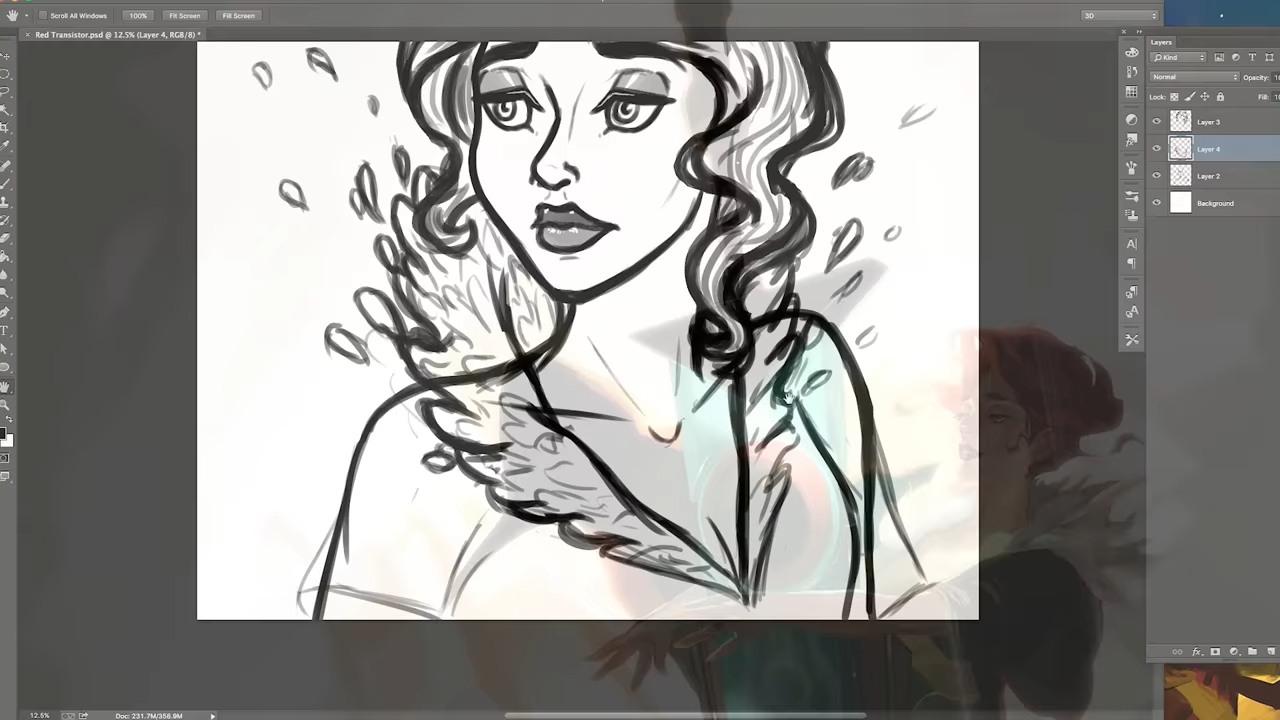 Scroll All Windows 100% Fit Screen Fill Screen 3D
× Red Transistor.psd @ 12.5% (Layer 4, RGB/8) *
Layers
Kind
Normal Opacity:
Lock: Fill:
Layer 3
Layer 4
Layer 2
Background
12.5% Doc: 231.7M/356.9M